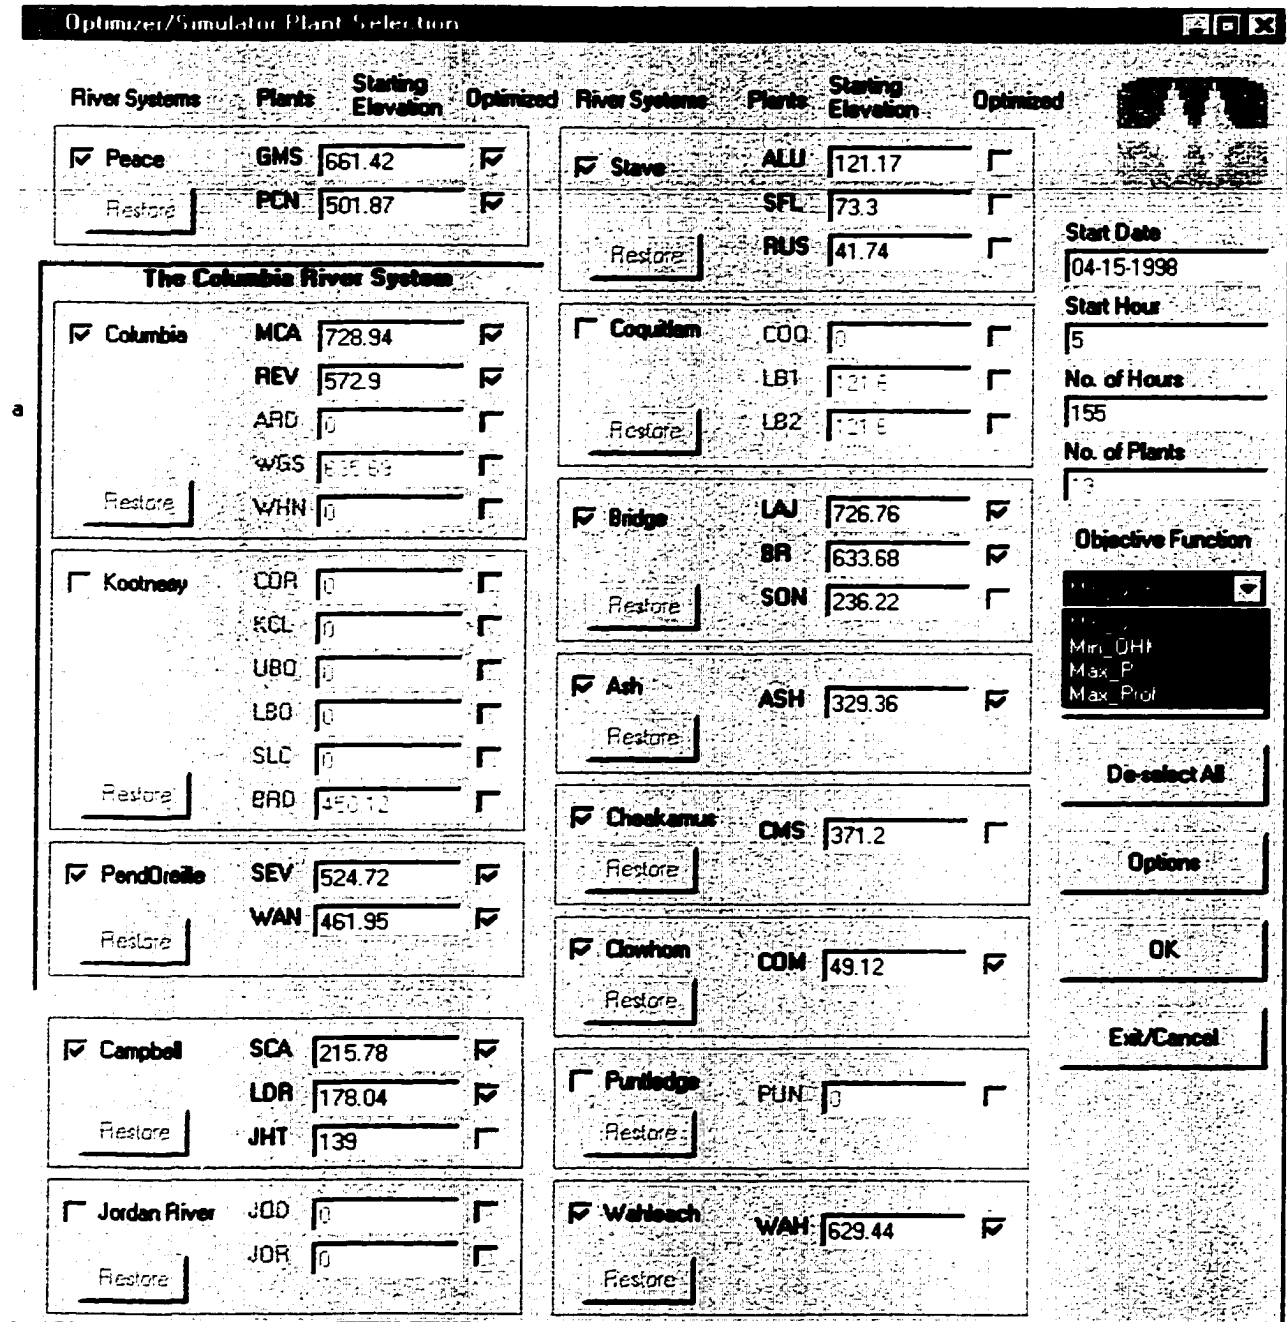 Optimizer/Simulator Plant Selection
River Systems Plants Starting Elevation Optimized
Peace GMS 661.42
PCN 501.87
Restore
The Columbia River System
Columbia MCA 728.94
REV 572.9
ARD 0
WGS
WHN 0
Restore
a
Kootneay COR 0
KCL 0
UBO 0
LBO 0
SLC 0
BRD 450.12
Restore
PendOreille SEV 524.72
WAN 461.95
Restore
Campbell SCA 215.78
LDR 178.04
JHT 139
Restore
Jordan River JOD 0
JOR 0
Restore
River Systems Plants Starting Elevation Optimized
Stave ALU 121.17
SFL 73.3
RUS 41.74
Restore
Coquitlam COQ 0
LB1 121.6
LB2 121.6
Restore
Bridge LAJ 726.76
BR 633.68
SON 236.22
Restore
Ash ASH 329.36
Restore
Cheakamus CMS 371.2
Restore
Clowhom COM 49.12
Restore
Puntledge PUN 0
Restore
Wahleach WAH 629.44
Restore
Start Date
04-15-1998
Start Hour
5
No. of Hours
155
No. of Plants
Objective Function
Max_P
Max_Prof
De-select All
Options
OK
Exit/Cancel